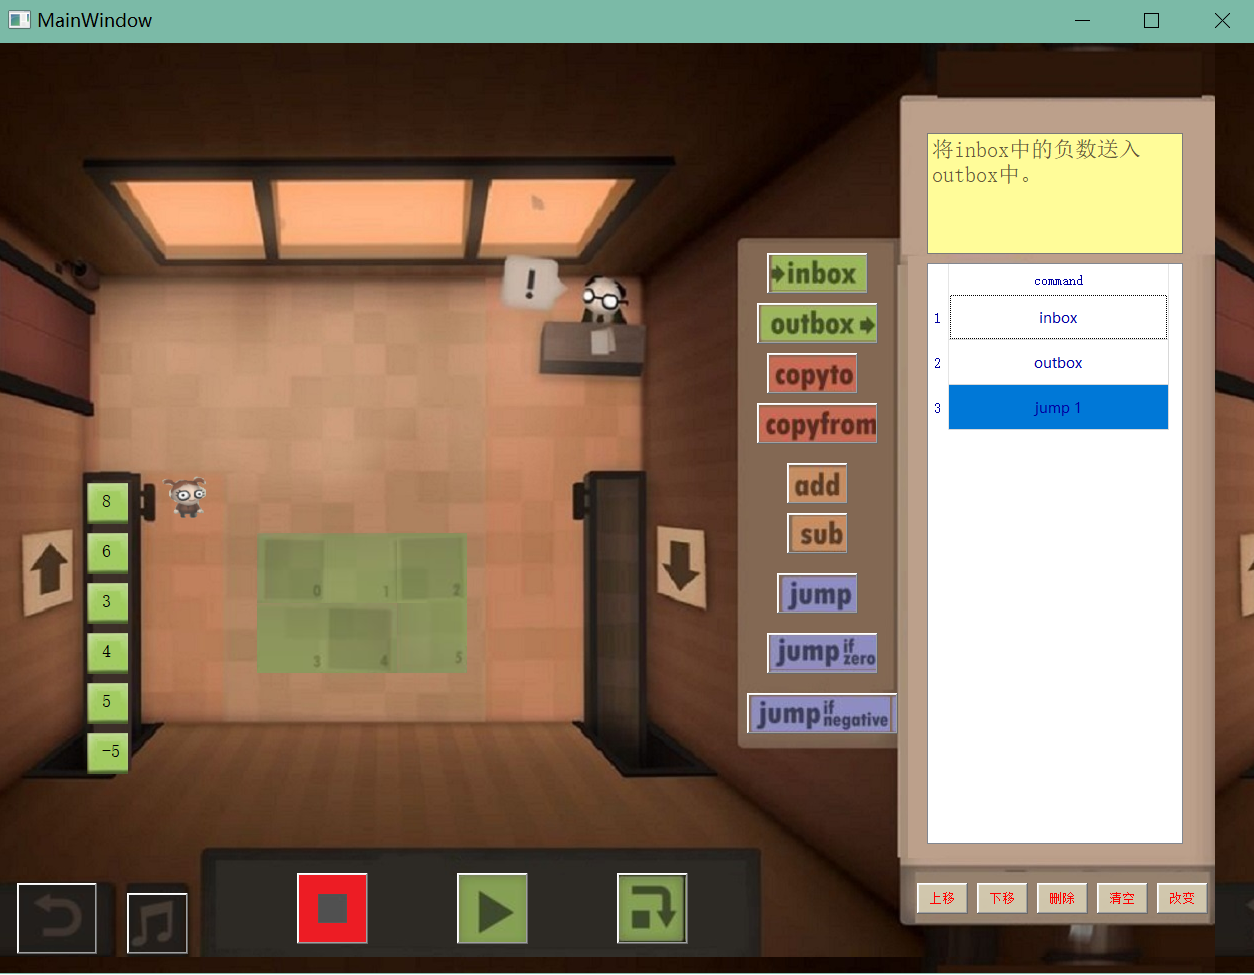 MainWindow
将inbox中的负数送入
outbox中。
inbox
outbox
copyto
copyfrom
add
sub
jump
jump if zero
jump if negative
command
1 inbox
2 outbox
3 jump 1
8
6
3
4
5
-5
!
0 1 2
3 4 5
上移 下移 删除 清空 改变